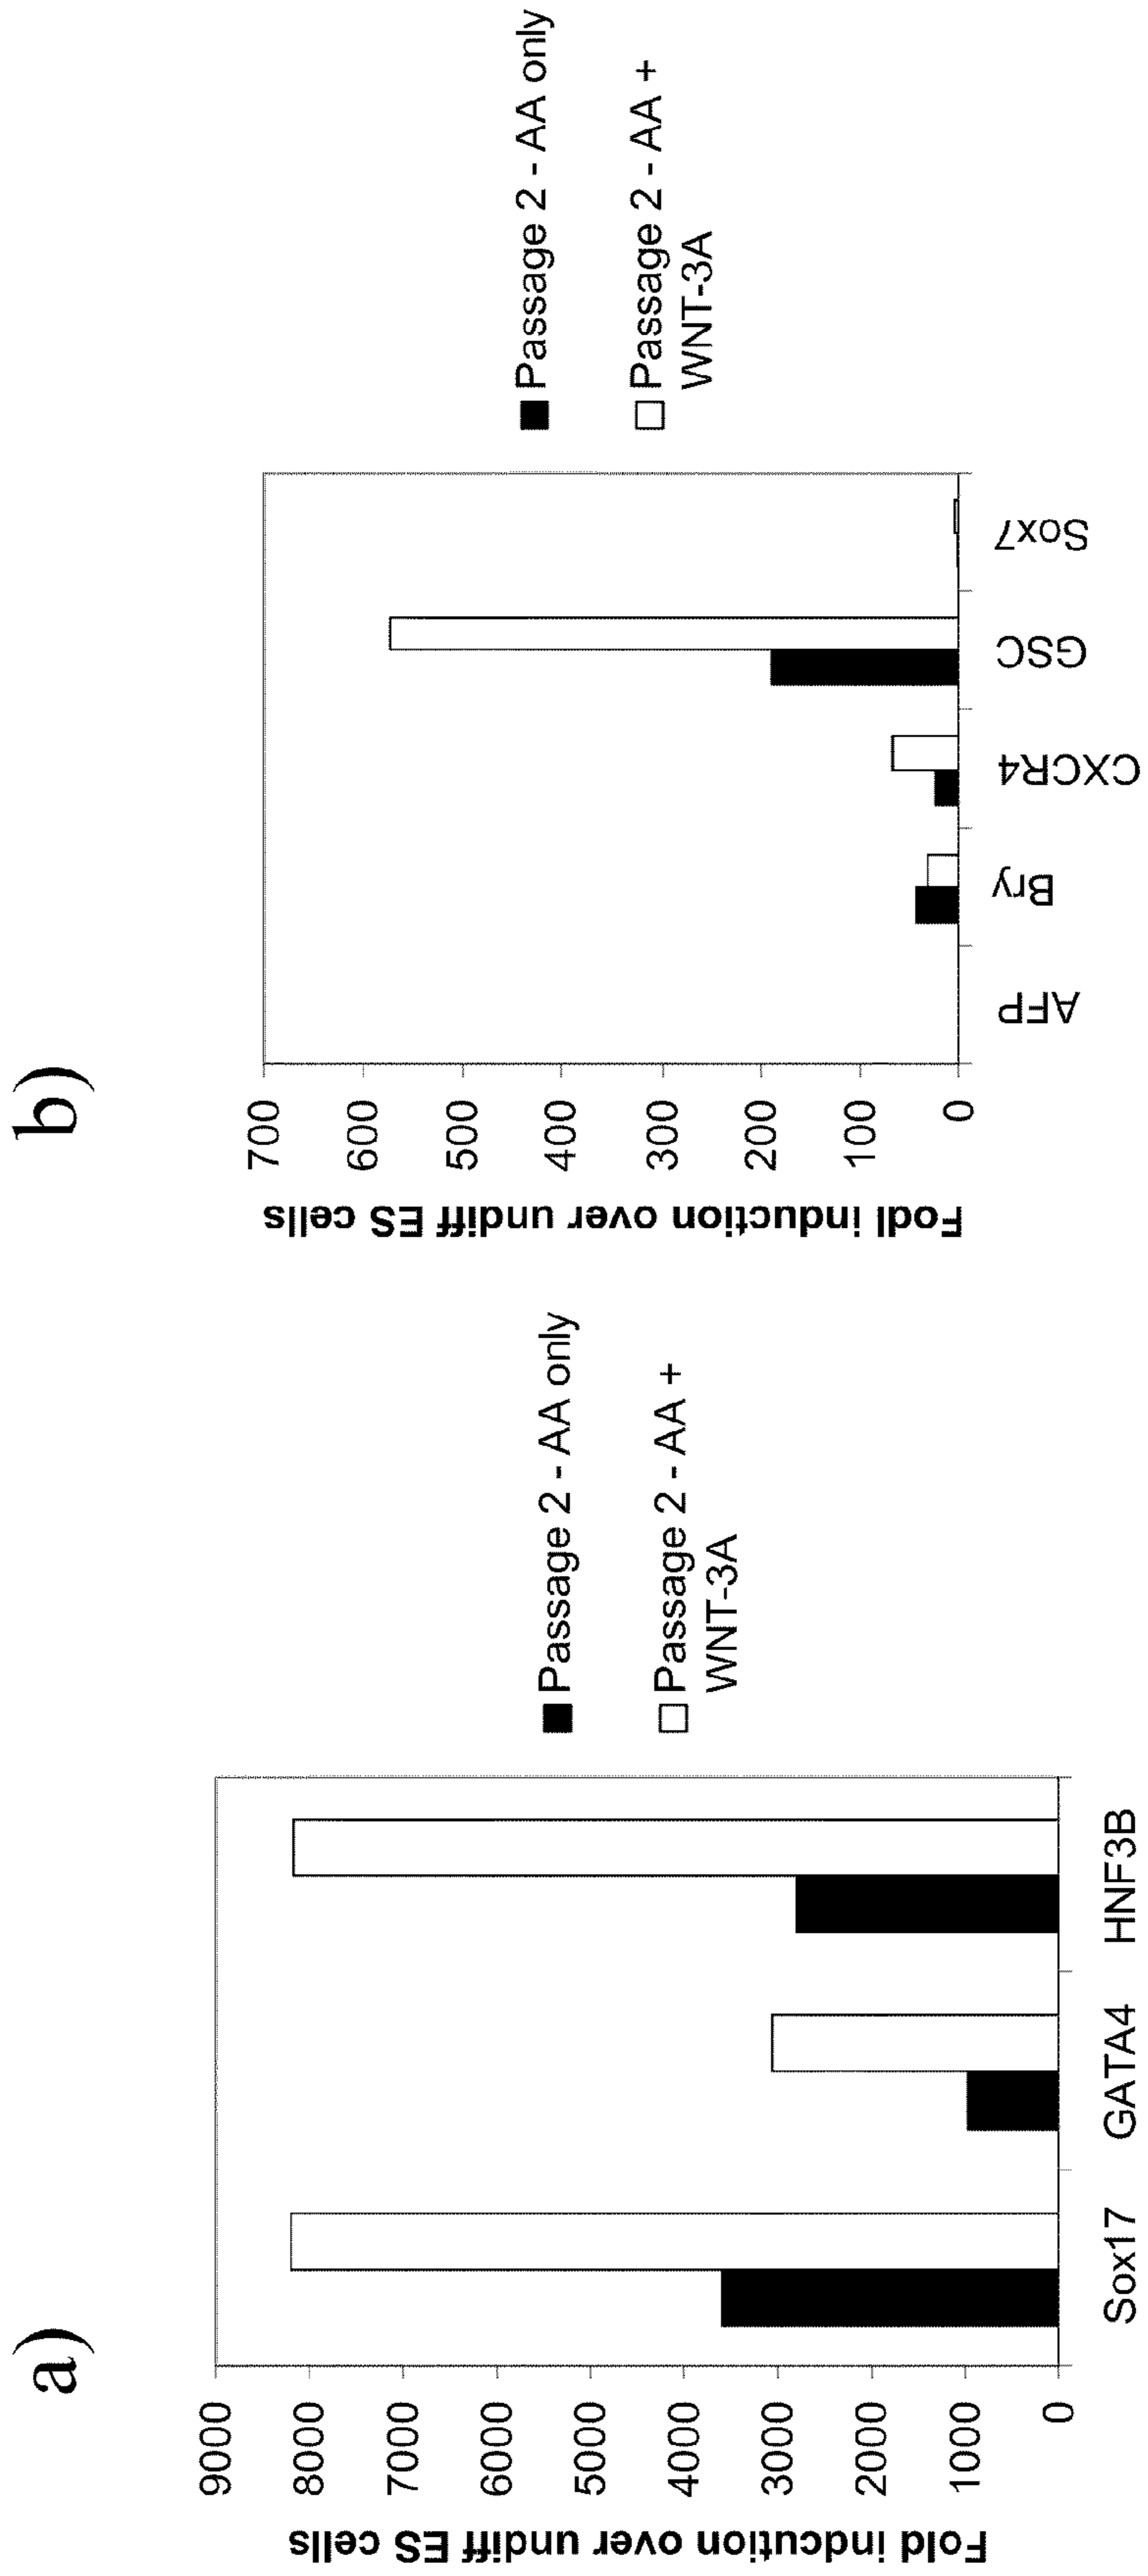 a)
Fold indcution over undiff ES cells
9000
8000
7000
6000
5000
4000
3000
2000
1000
0
Sox17
GATA4
HNF3B
Passage 2 - AA only
Passage 2 - AA +
WNT-3A
b)
Fodl induction over undiff ES cells
700
600
500
400
300
200
100
0
AFP
Bry
CXCR4
GSC
Sox7
Passage 2 - AA only
Passage 2 - AA +
WNT-3A